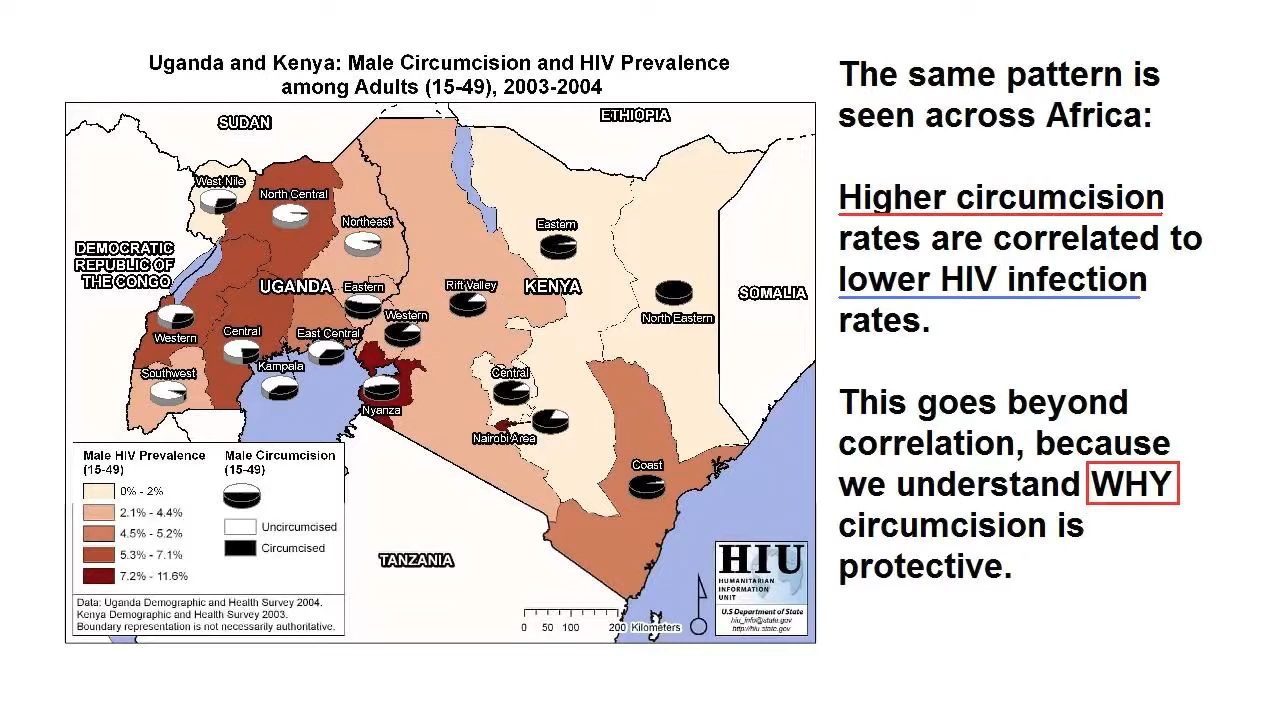 Uganda and Kenya: Male Circumcision and HIV Prevalence
among Adults (15-49), 2003-2004
SUDAN
ETHIOPIA
West Nile
North Central
Northeast
Eastern
DEMOCRATIC
REPUBLIC OF
THE CONGO
UGANDA
Eastern
Rift Valley
KENYA
SOMALIA
Western
Western
Central
East Central
North Eastern
Southwest
Kampala
Nyanza
Central
Nairobi Area
Coast
TANZANIA
Male HIV Prevalence
(15-49)
0% - 2%
2.1% - 4.4%
4.5% - 5.2%
5.3% - 7.1%
7.2% - 11.6%
Male Circumcision
(15-49)
Uncircumcised
Circumcised
Data: Uganda Demographic and Health Survey 2004.
Kenya Demographic and Health Survey 2003.
Boundary representation is not necessarily authoritative.
0 50 100 200 Kilometers
HIU
HUMANITARIAN
INFORMATION
UNIT
U.S Department of State
hiu_info@state.gov
http://hiu.state.gov
The same pattern is
seen across Africa:
Higher circumcision
rates are correlated to
lower HIV infection
rates.
This goes beyond
correlation, because
we understand WHY
circumcision is
protective.